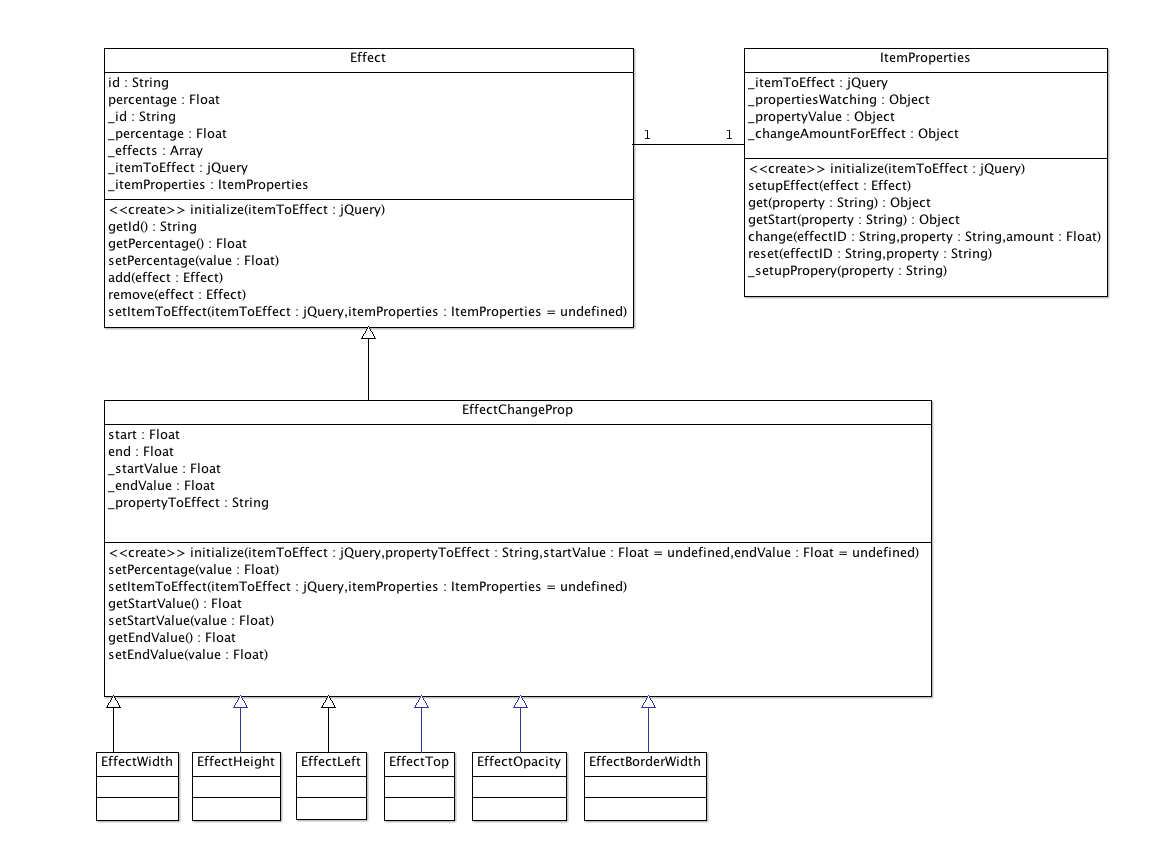 Effect
id : String
percentage : Float
_id : String
_percentage : Float
_effects : Array
_itemToEffect : jQuery
_itemProperties : ItemProperties
<<create>> initialize(itemToEffect : jQuery)
getId() : String
getPercentage() : Float
setPercentage(value : Float)
add(effect : Effect)
remove(effect : Effect)
setItemToEffect(itemToEffect : jQuery,itemProperties : ItemProperties = undefined)
1 1
ItemProperties
_itemToEffect : jQuery
_propertiesWatching : Object
_propertyValue : Object
_changeAmountForEffect : Object
<<create>> initialize(itemToEffect : jQuery)
setupEffect(effect : Effect)
get(property : String) : Object
getStart(property : String) : Object
change(effectID : String,property : String,amount : Float)
reset(effectID : String,property : String)
_setupPropery(property : String)
EffectChangeProp
start : Float
end : Float
_startValue : Float
_endValue : Float
_propertyToEffect : String
<<create>> initialize(itemToEffect : jQuery,propertyToEffect : String,startValue : Float = undefined,endValue : Float = undefined)
setPercentage(value : Float)
setItemToEffect(itemToEffect : jQuery,itemProperties : ItemProperties = undefined)
getStartValue() : Float
setStartValue(value : Float)
getEndValue() : Float
setEndValue(value : Float)
EffectWidth
EffectHeight
EffectLeft
EffectTop
EffectOpacity
EffectBorderWidth